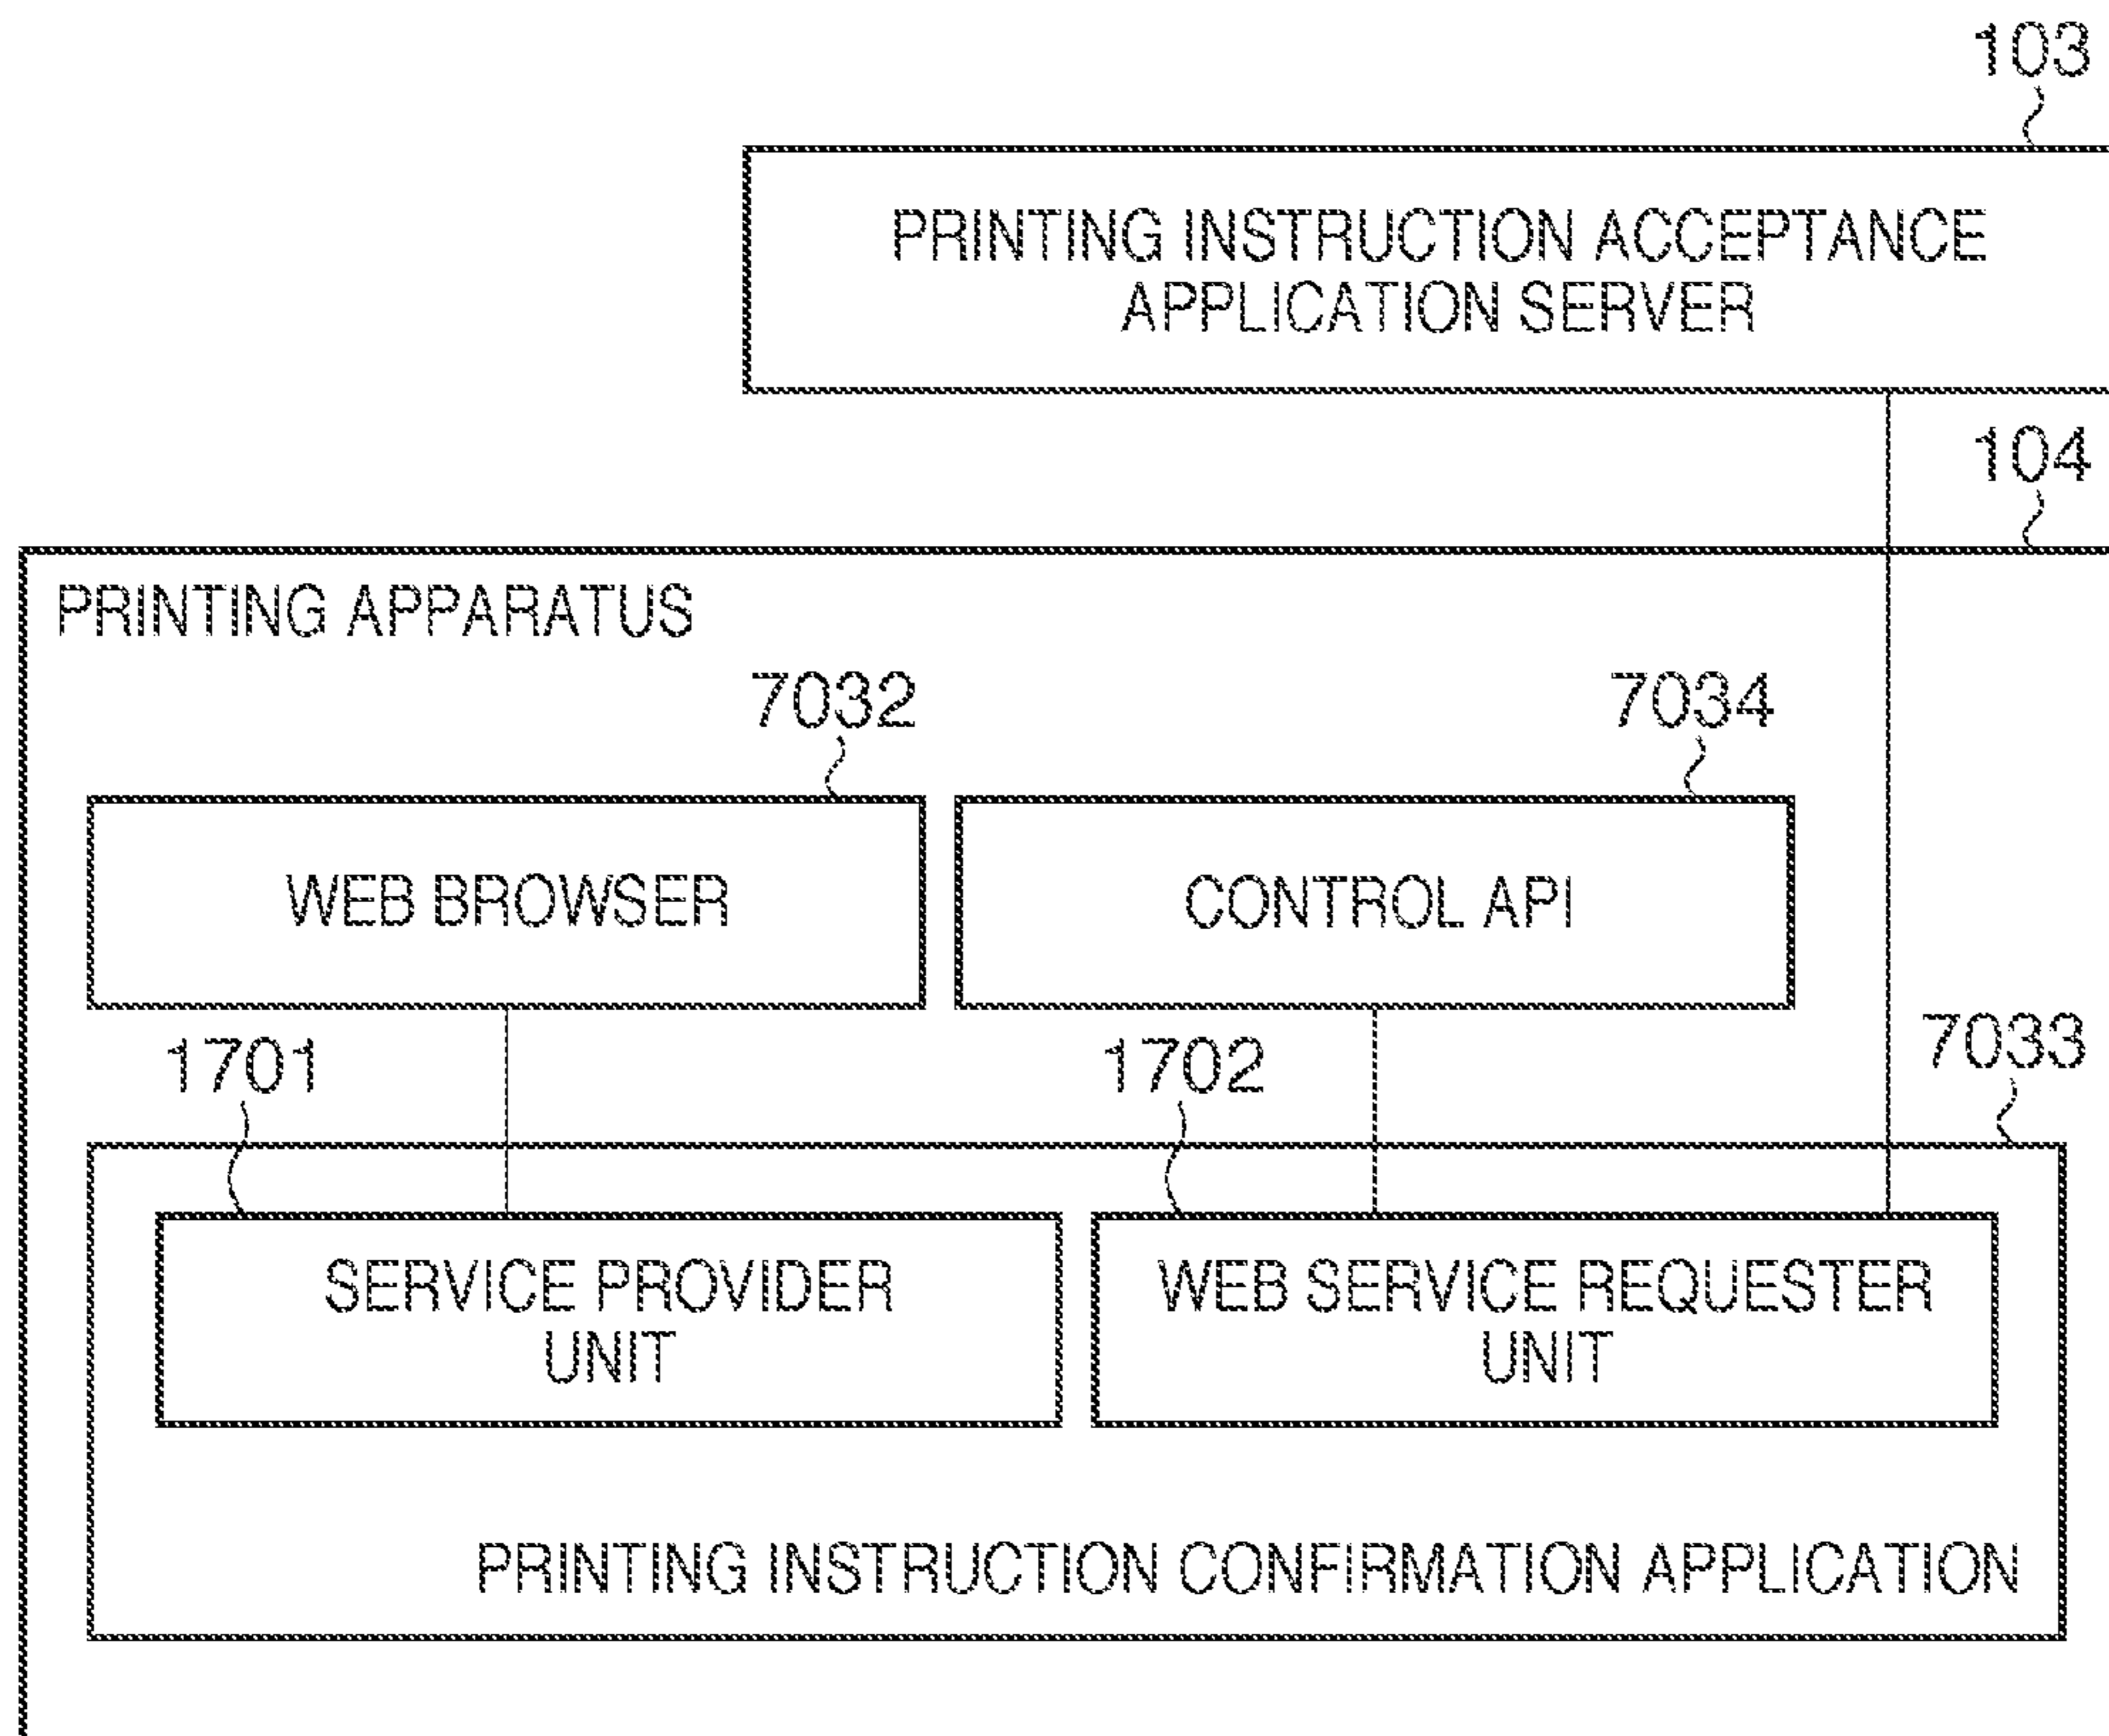 103
PRINTING INSTRUCTION ACCEPTANCE
APPLICATION SERVER
104
PRINTING APPARATUS
7032
7034
WEB BROWSER
CONTROL API
7033
1701
1702
SERVICE PROVIDER
UNIT
WEB SERVICE REQUESTER
UNIT
PRINTING INSTRUCTION CONFIRMATION APPLICATION